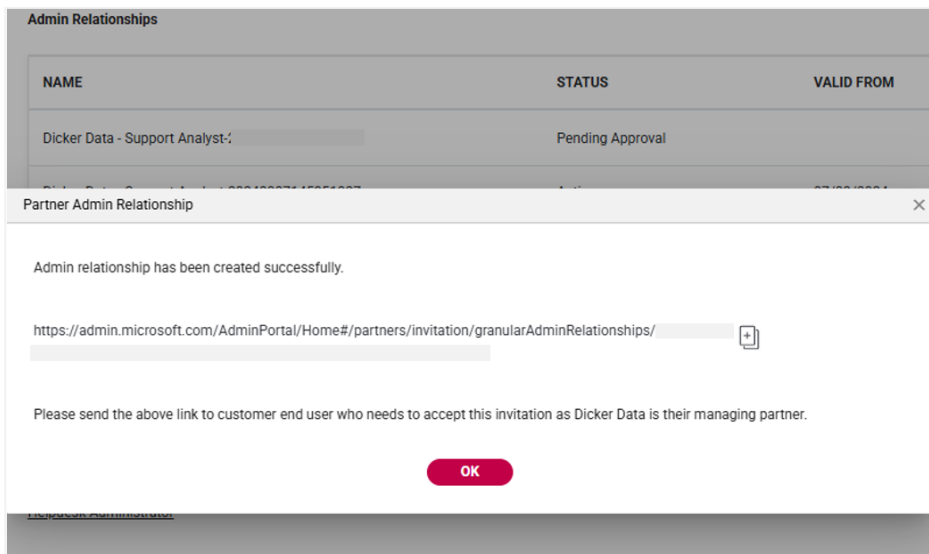 Admin Relationships
NAME STATUS VALID FROM
Dicker Data - Support Analyst-2 Pending Approval
Partner Admin Relationship
Admin relationship has been created successfully.
https://admin.microsoft.com/AdminPortal/Home#/partners/invitation/granularAdminRelationships/
Please send the above link to customer end user who needs to accept this invitation as Dicker Data is their managing partner.
OK
Helpdesk Administrator